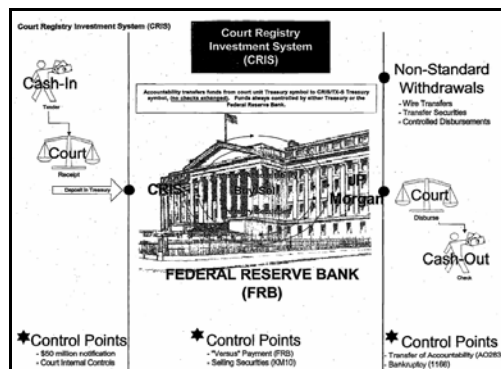 Court Registry Investment System (CRIS)
Court Registry
Investment System
(CRIS)
Accountability transfers funds from court unit Treasury symbol to CRIS/TX-S Treasury
symbol, (no checks exchanged). Funds always controlled by either Treasury or the
Federal Reserve Bank.
Cash-In
Tender
Court
Receipt
Deposit in Treasury
CRIS
Buy/Sell
JP
Morgan
FEDERAL RESERVE BANK
(FRB)
Non-Standard
Withdrawals
- Wire Transfers
- Transfer Securities
- Controlled Disbursements
Court
Disburse
Cash-Out
Check
Control Points
- $50 million notification
- Court Internal Controls
Control Points
- "Versus" Payment (FRB)
- Selling Securities (KM10)
Control Points
- Transfer of Accountability (AO283
- Bankruptcy (1166)